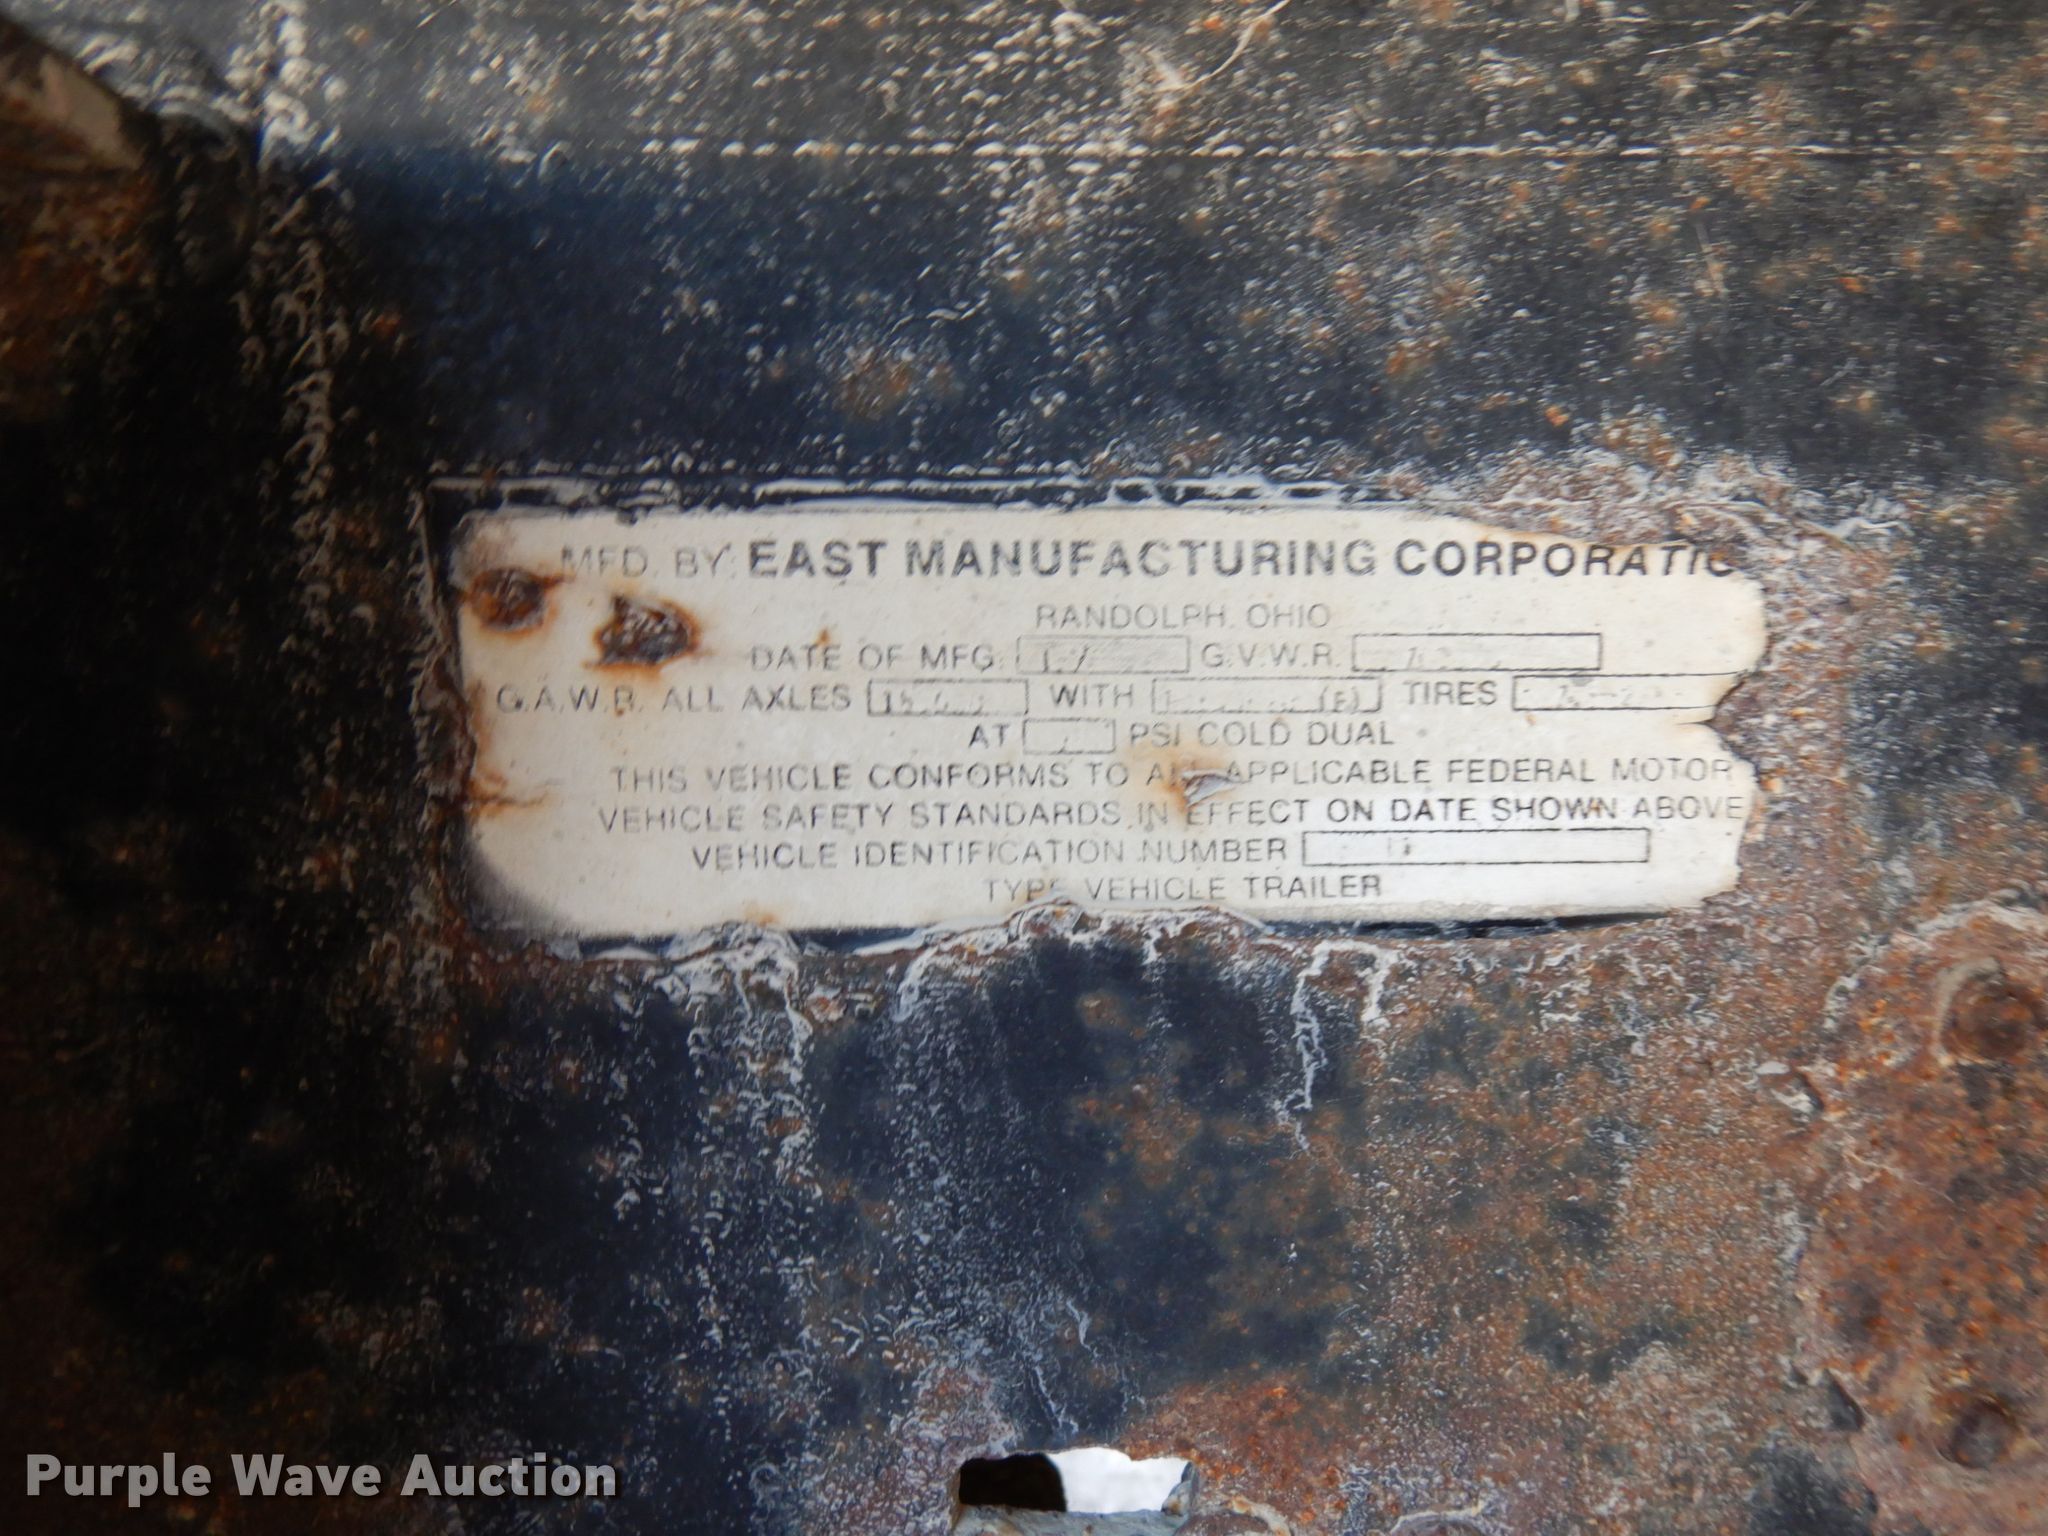 MFD. BY: EAST MANUFACTURING CORPORATIO
RANDOLPH, OHIO
DATE OF MFG. G.V.W.R.
G.A.W.R. ALL AXLES WITH (E) TIRES
AT PSI COLD DUAL
THIS VEHICLE CONFORMS TO ALL APPLICABLE FEDERAL MOTOR
VEHICLE SAFETY STANDARDS IN EFFECT ON DATE SHOWN ABOVE
VEHICLE IDENTIFICATION NUMBER
TYPE VEHICLE TRAILER
Purple Wave Auction